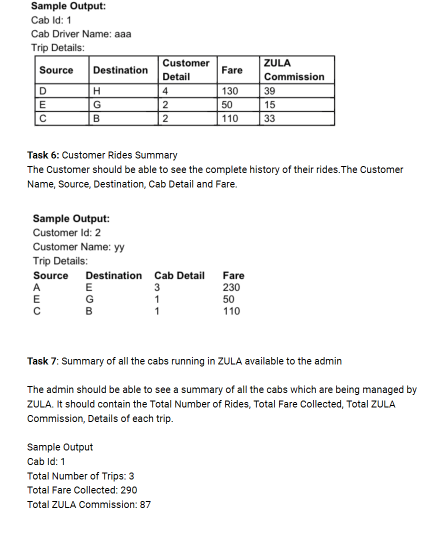 Sample Output:
Cab Id: 1
Cab Driver Name: aaa
Trip Details:
Source Destination Customer Detail Fare ZULA Commission
D H 4 130 39
E G 2 50 15
C B 2 110 33
Task 6: Customer Rides Summary
The Customer should be able to see the complete history of their rides.The Customer
Name, Source, Destination, Cab Detail and Fare.
Sample Output:
Customer Id: 2
Customer Name: yy
Trip Details:
Source Destination Cab Detail Fare
A E 3 230
E G 1 50
C B 1 110
Task 7: Summary of all the cabs running in ZULA available to the admin
The admin should be able to see a summary of all the cabs which are being managed by
ZULA. It should contain the Total Number of Rides, Total Fare Collected, Total ZULA
Commission, Details of each trip.
Sample Output
Cab Id: 1
Total Number of Trips: 3
Total Fare Collected: 290
Total ZULA Commission: 87